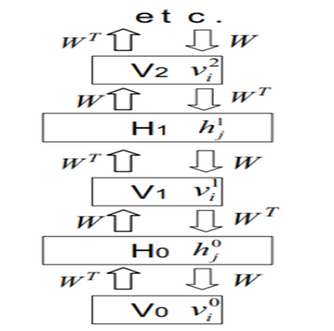 etc.
W^T W
V2 v_i^2
W W^T
H1 h_j^1
W^T W
V1 v_i^1
W W^T
H0 h_j^0
W^T W
V0 v_i^0